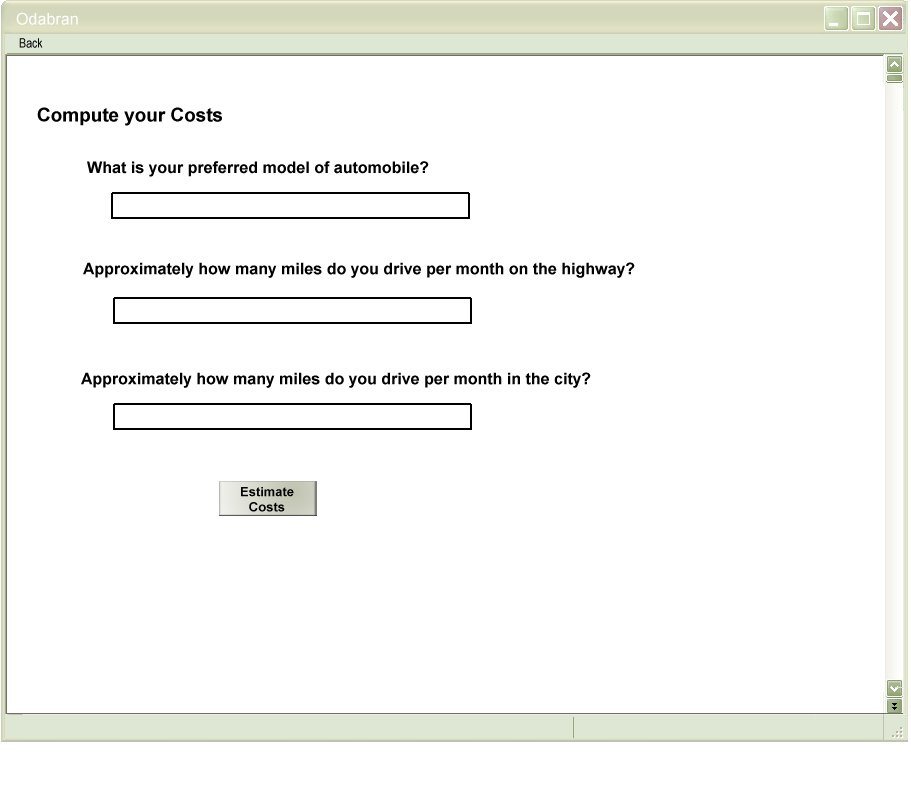 Odabran
Back
Compute your Costs
What is your preferred model of automobile?
Approximately how many miles do you drive per month on the highway?
Approximately how many miles do you drive per month in the city?
Estimate
Costs